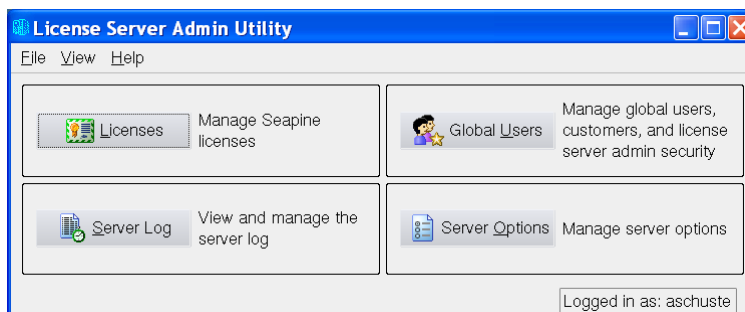 License Server Admin Utility
File View Help
Licenses
Manage Seapine
licenses
Global Users
Manage global users,
customers, and license
server admin security
Server Log
View and manage the
server log
Server Options
Manage server options
Logged in as: aschuste